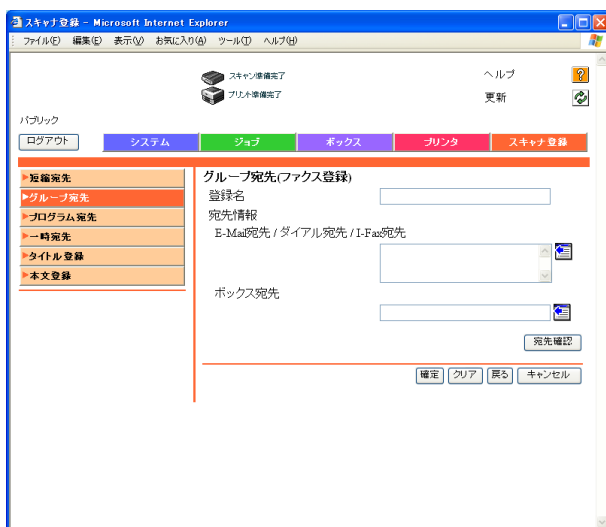 スキャナ登録 - Microsoft Internet Explorer
ファイル(F) 編集(E) 表示(V) お気に入り(A) ツール(T) ヘルプ(H)
スキャン準備完了
ヘルプ
?
プリント準備完了
更新
パブリック
ログアウト
システム
ジョブ
ボックス
プリンタ
スキャナ登録
短縮宛先
グループ宛先
プログラム宛先
一時宛先
タイトル登録
本文登録
グループ宛先(ファクス登録)
登録名
宛先情報
E-Mail宛先 / ダイアル宛先 / I-Fax宛先
ボックス宛先
宛先確認
確定 クリア 戻る キャンセル